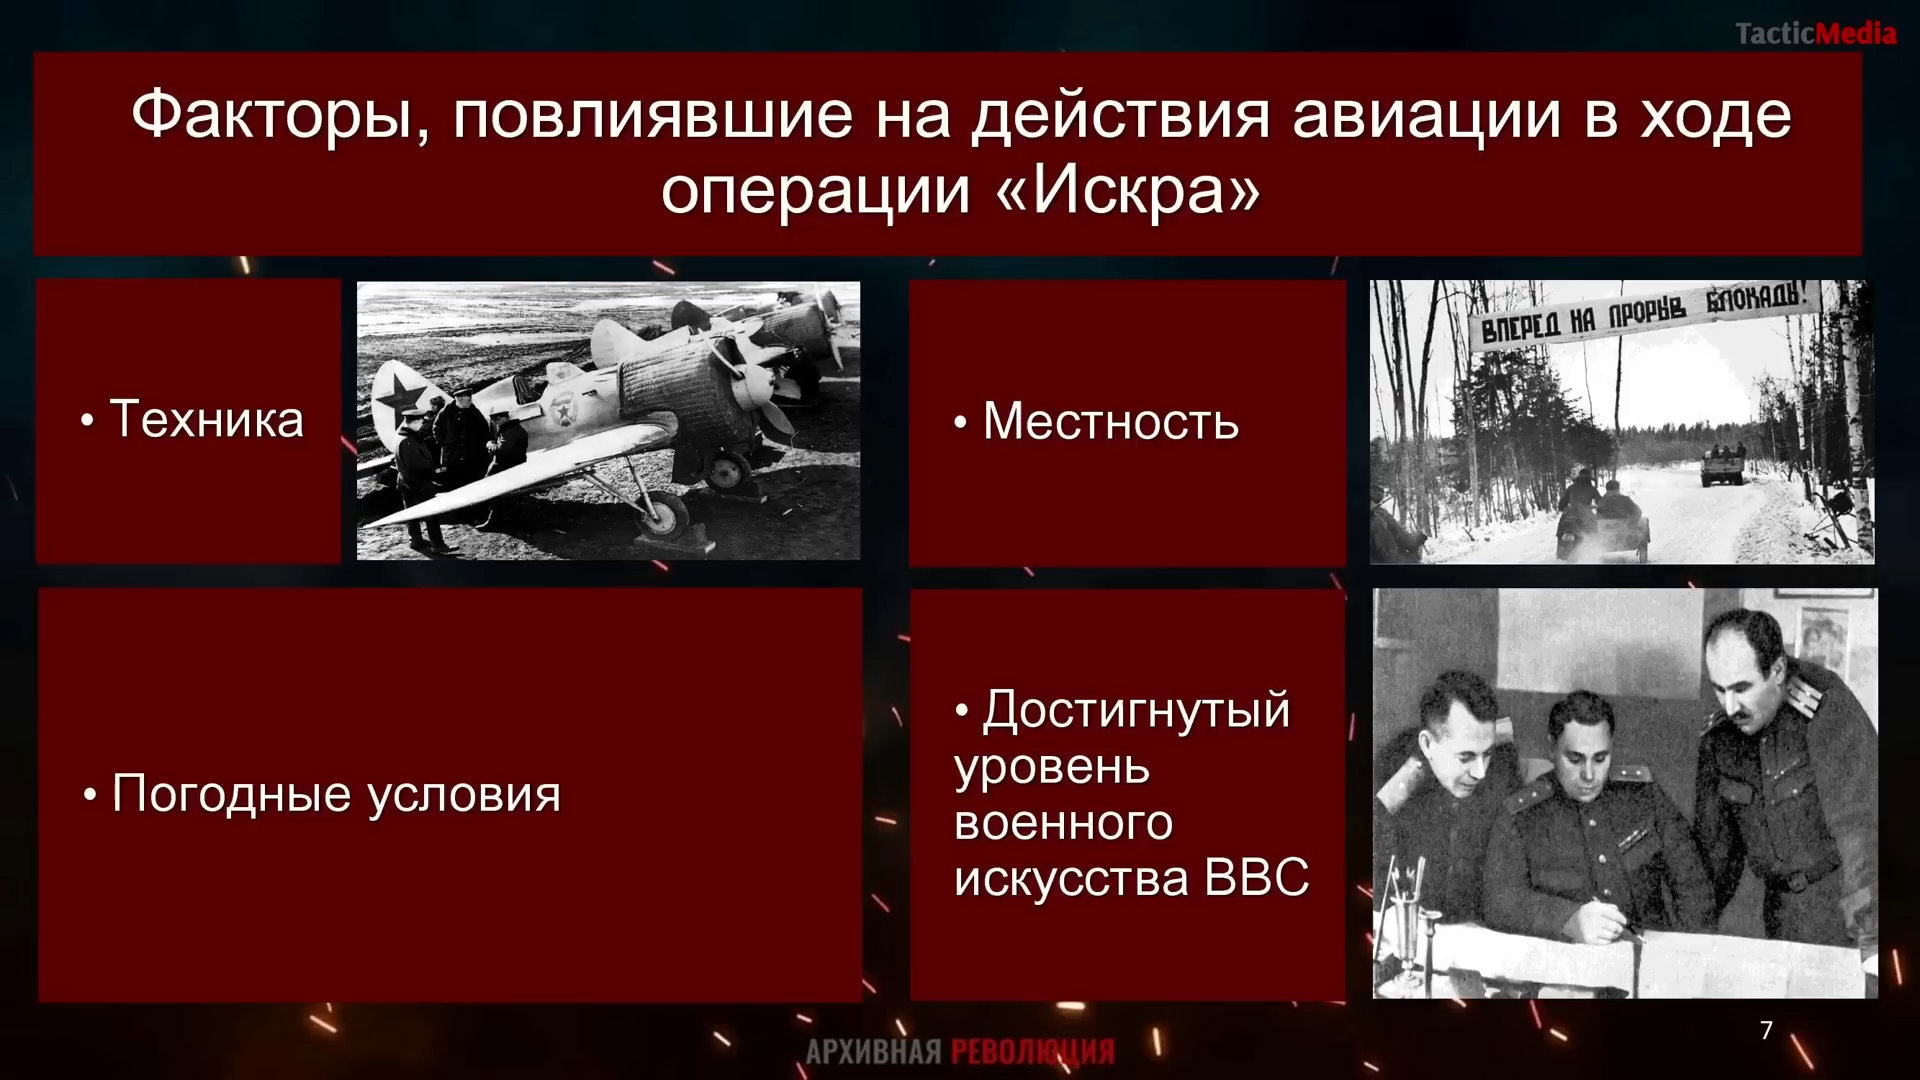 TacticMedia
Факторы, повлиявшие на действия авиации в ходе
операции «Искра»
• Техника
• Местность
ВПЕРЕД НА ПРОРЫВ БЛОКАДЫ!
• Погодные условия
• Достигнутый
уровень
военного
искусства ВВС
7
АРХИВНАЯ РЕВОЛЮЦИЯ